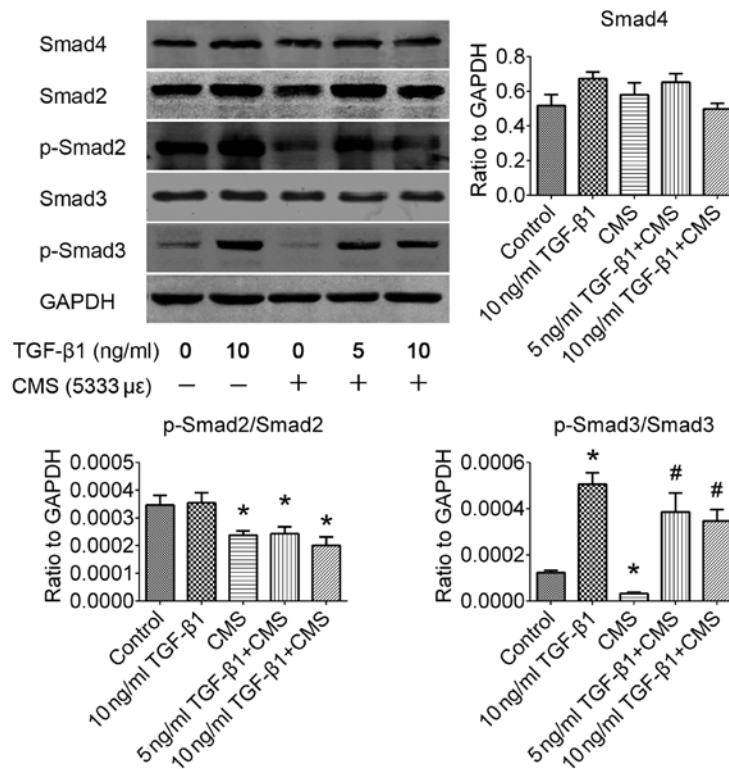 Smad4
Smad2
p-Smad2
Smad3
p-Smad3
GAPDH
TGF-β1 (ng/ml) 0 10 0 5 10
CMS (5333 με) − − + + +
Smad4
Ratio to GAPDH
0.8
0.6
0.4
0.2
0.0
Control
10 ng/ml TGF-β1
CMS
5 ng/ml TGF-β1+CMS
10 ng/ml TGF-β1+CMS
p-Smad2/Smad2
Ratio to GAPDH
0.0005
0.0004
0.0003
0.0002
0.0001
0.0000
* * *
Control
10 ng/ml TGF-β1
CMS
5 ng/ml TGF-β1+CMS
10 ng/ml TGF-β1+CMS
p-Smad3/Smad3
Ratio to GAPDH
0.0006
0.0004
0.0002
0.0000
* * # #
Control
10 ng/ml TGF-β1
CMS
5 ng/ml TGF-β1+CMS
10 ng/ml TGF-β1+CMS